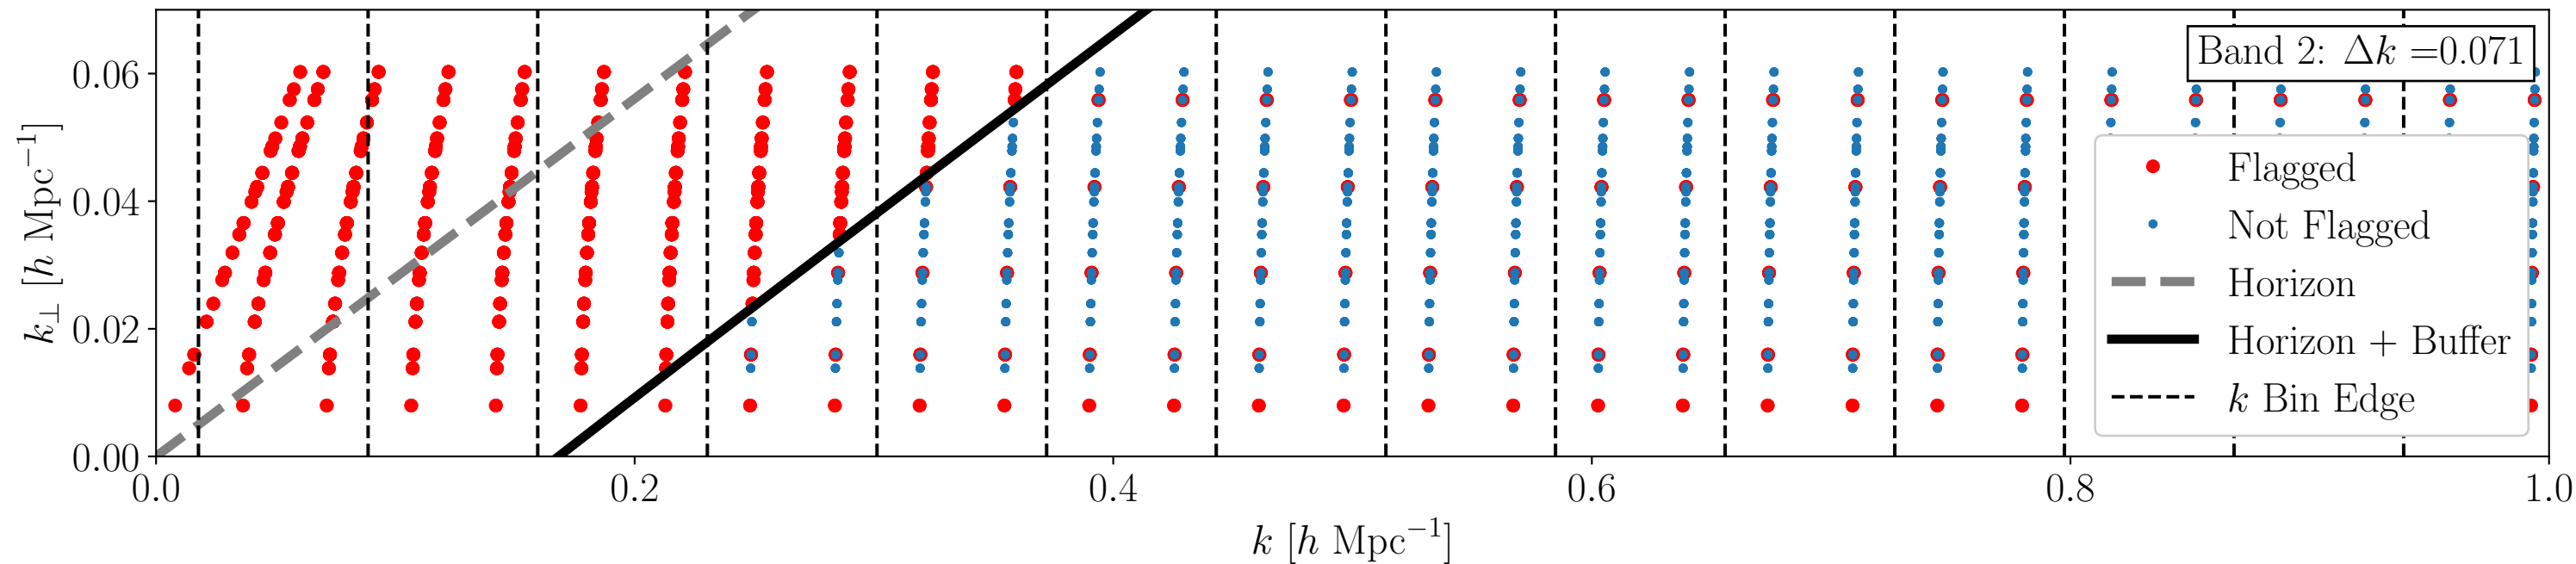 Band 2: Δk =0.071
0.06
0.04
0.02
0.00
k⊥ [h Mpc⁻¹]
Flagged
Not Flagged
Horizon
Horizon + Buffer
k Bin Edge
0.0 0.2 0.4 0.6 0.8 1.0
k [h Mpc⁻¹]